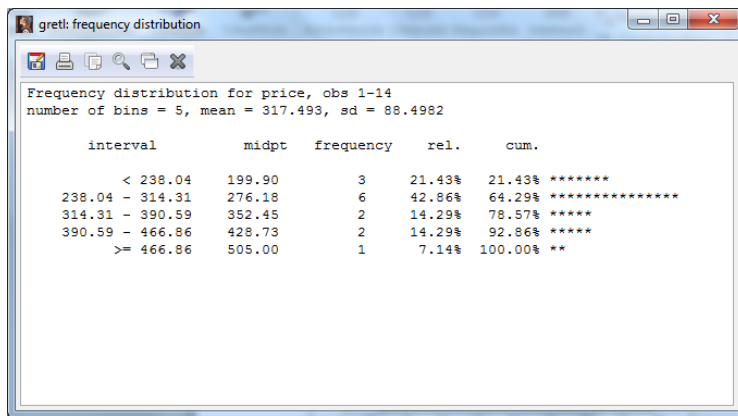 gretl: frequency distribution
Frequency distribution for price, obs 1-14
number of bins = 5, mean = 317.493, sd = 88.4982
interval midpt frequency rel. cum.
< 238.04 199.90 3 21.43% 21.43% *******
238.04 - 314.31 276.18 6 42.86% 64.29% ***************
314.31 - 390.59 352.45 2 14.29% 78.57% *****
390.59 - 466.86 428.73 2 14.29% 92.86% *****
>= 466.86 505.00 1 7.14% 100.00% **